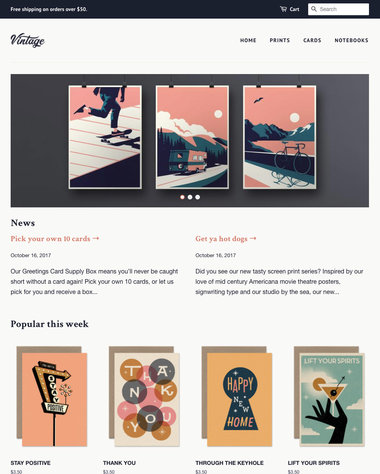 Free shipping on orders over $50.
Cart
Search
Vintage
HOME
PRINTS
CARDS
NOTEBOOKS
News
Pick your own 10 cards →
October 16, 2017
Our Greetings Card Supply Box means you'll never be caught
short without a card again! Pick your own 10 cards, or let us
pick for you and receive a box...
Get ya hot dogs →
October 16, 2017
Did you see our new tasty screen print series? Inspired by our
love of mid century Americana movie theatre posters,
signwriting type and our studio by the sea, our new...
Popular this week
STAY
POSITIVE
THANK
YOU
HAPPY
NEW
HOME
LIFT YOUR SPIRITS
STAY POSITIVE
$3.50
THANK YOU
$3.50
THROUGH THE KEYHOLE
$3.50
LIFT YOUR SPIRITS
$3.50